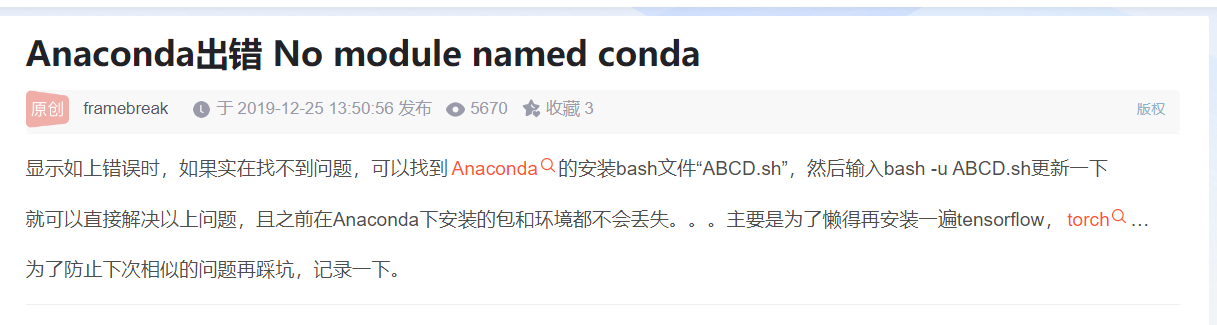 Anaconda出错 No module named conda
原创 framebreak 于 2019-12-25 13:50:56 发布 5670 收藏 3 版权
显示如上错误时，如果实在找不到问题，可以找到 Anaconda 的安装bash文件“ABCD.sh”，然后输入bash -u ABCD.sh更新一下
就可以直接解决以上问题，且之前在Anaconda下安装的包和环境都不会丢失。。。主要是为了懒得再安装一遍tensorflow， torch …
为了防止下次相似的问题再踩坑，记录一下。